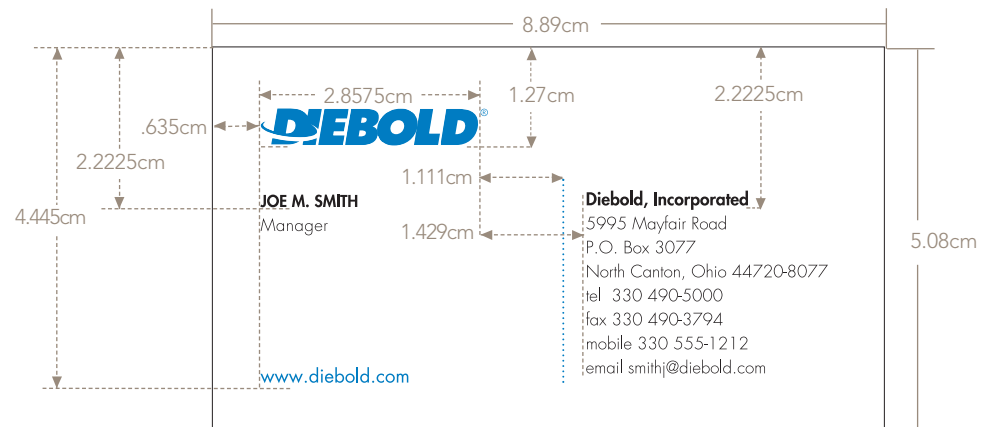 8.89cm
2.8575cm
1.27cm
2.2225cm
.635cm
DIEBOLD®
2.2225cm
1.111cm
4.445cm
JOE M. SMITH
Manager
1.429cm
Diebold, Incorporated
5995 Mayfair Road
P.O. Box 3077
North Canton, Ohio 44720-8077
tel 330 490-5000
fax 330 490-3794
mobile 330 555-1212
email smithj@diebold.com
5.08cm
www.diebold.com